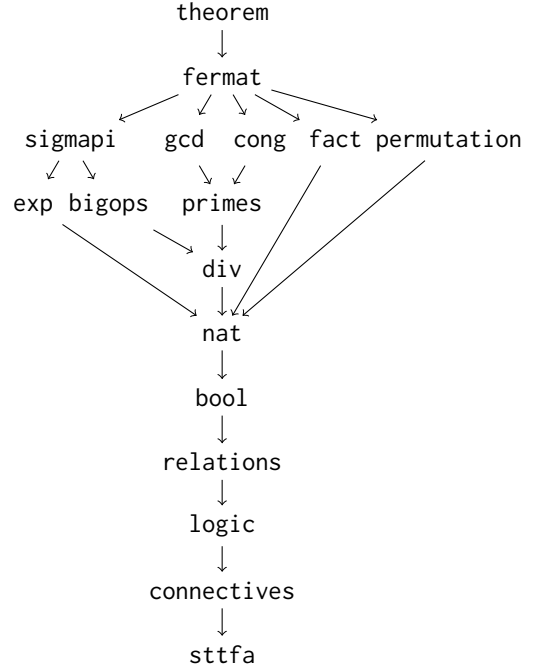 theorem
fermat
sigmapi gcd cong fact permutation
exp bigops primes
div
nat
bool
relations
logic
connectives
sttfa